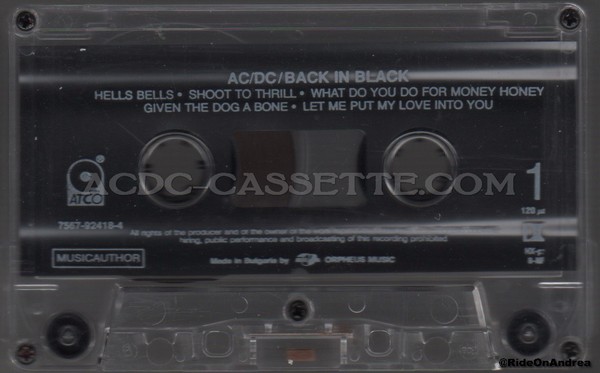 AC/DC/BACK IN BLACK
HELLS BELLS • SHOOT TO THRILL • WHAT DO YOU DO FOR MONEY HONEY
GIVEN THE DOG A BONE • LET ME PUT MY LOVE INTO YOU
®
ATCO
ACDC-CASSETTE.COM
1
7567-92418-4
120 µs
All rights of the producer and of the owner of the
hiring, public performance and broadcasting of this recording prohibited.
MUSICAUTHOR
Made in Bulgaria by ORPHEUS MUSIC
@RideOnAndrea